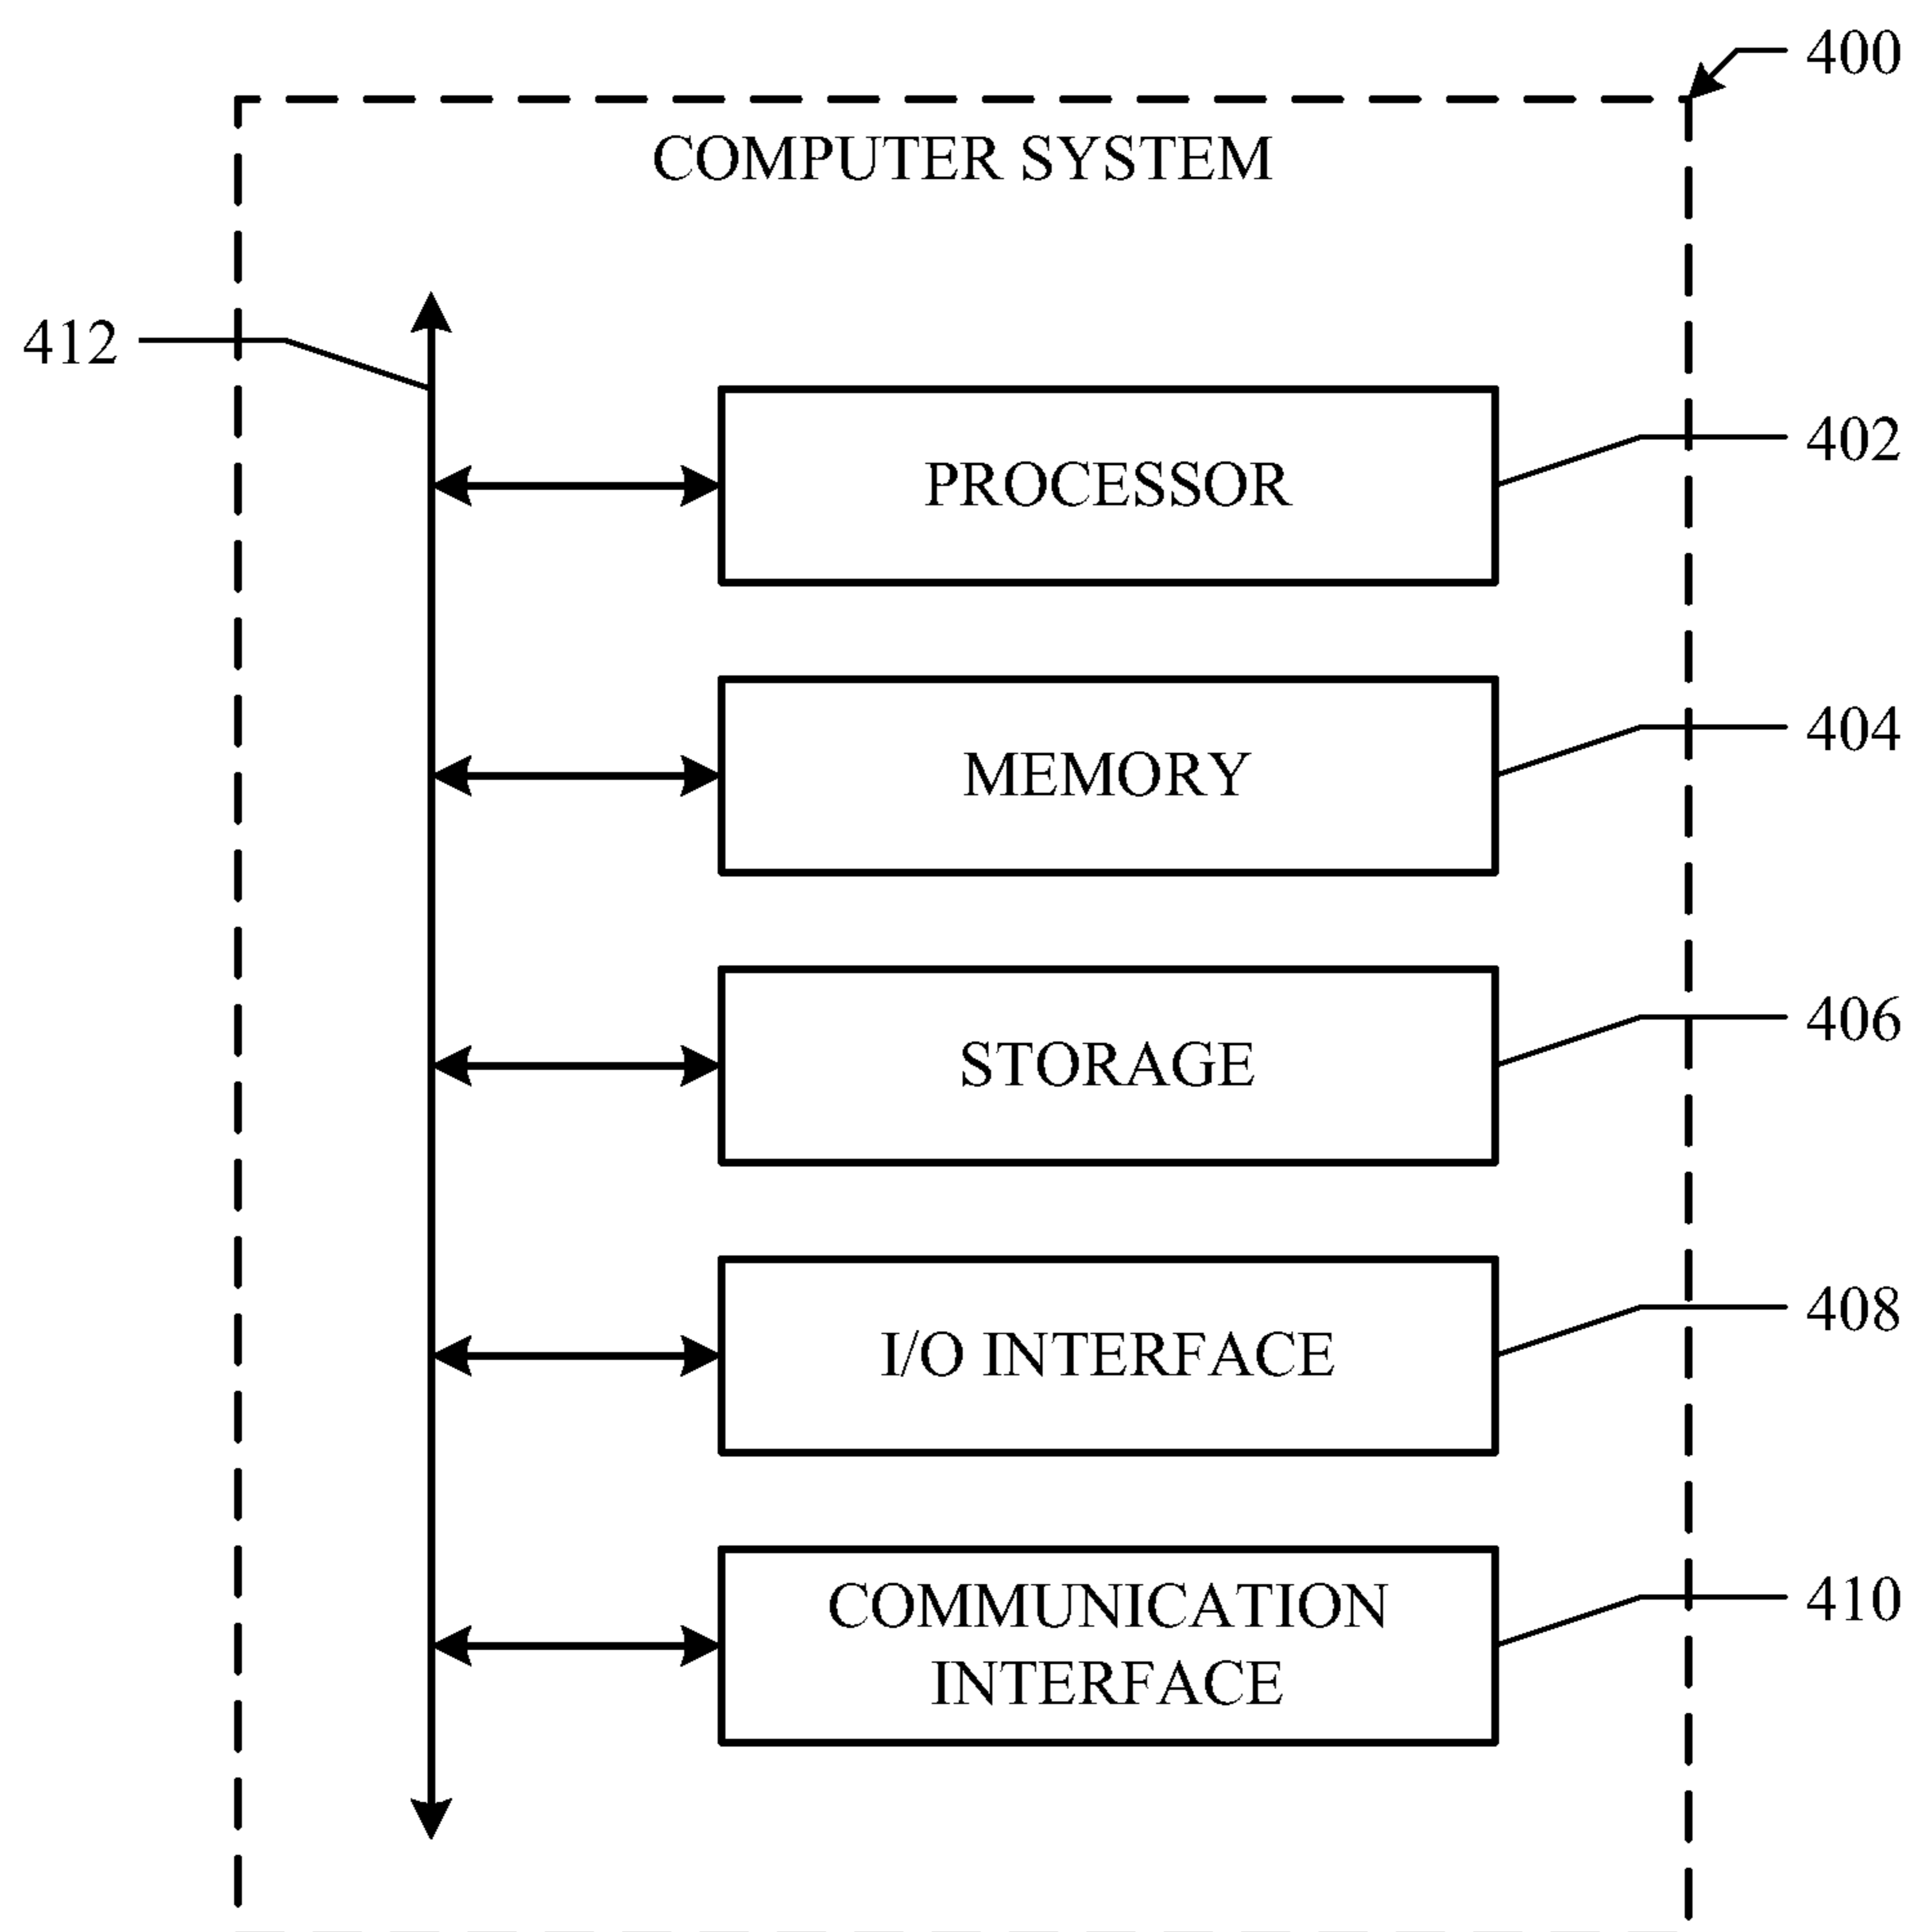 400
COMPUTER SYSTEM
412
402
PROCESSOR
404
MEMORY
406
STORAGE
408
I/O INTERFACE
410
COMMUNICATION
INTERFACE